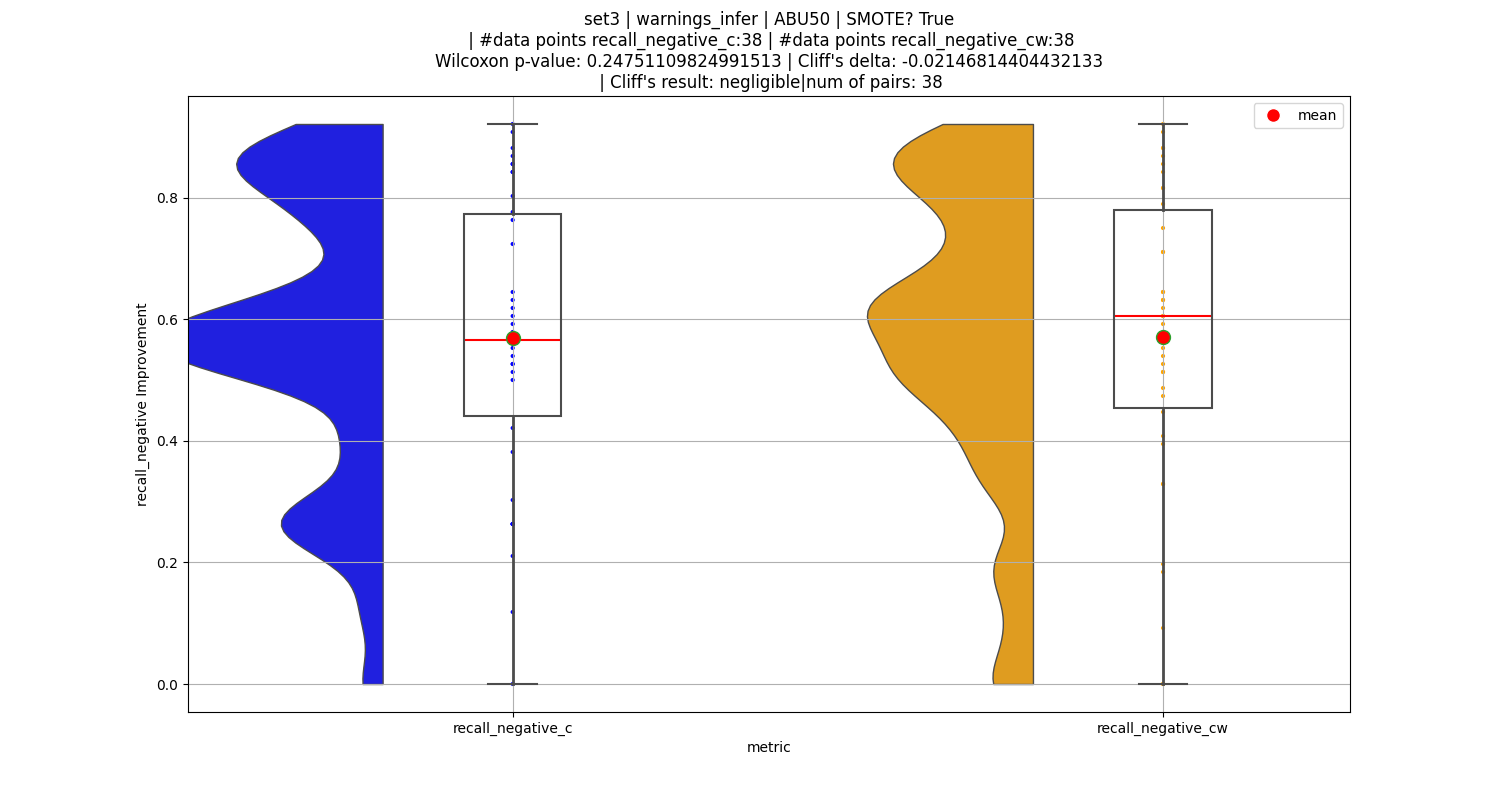 set3 | warnings_infer | ABU50 | SMOTE? True
| #data points recall_negative_c:38 | #data points recall_negative_cw:38
Wilcoxon p-value: 0.24751109824991513 | Cliff's delta: -0.02146814404432133
| Cliff's result: negligible|num of pairs: 38
mean
0.8
0.6
0.4
0.2
0.0
recall_negative Improvement
recall_negative_c
recall_negative_cw
metric